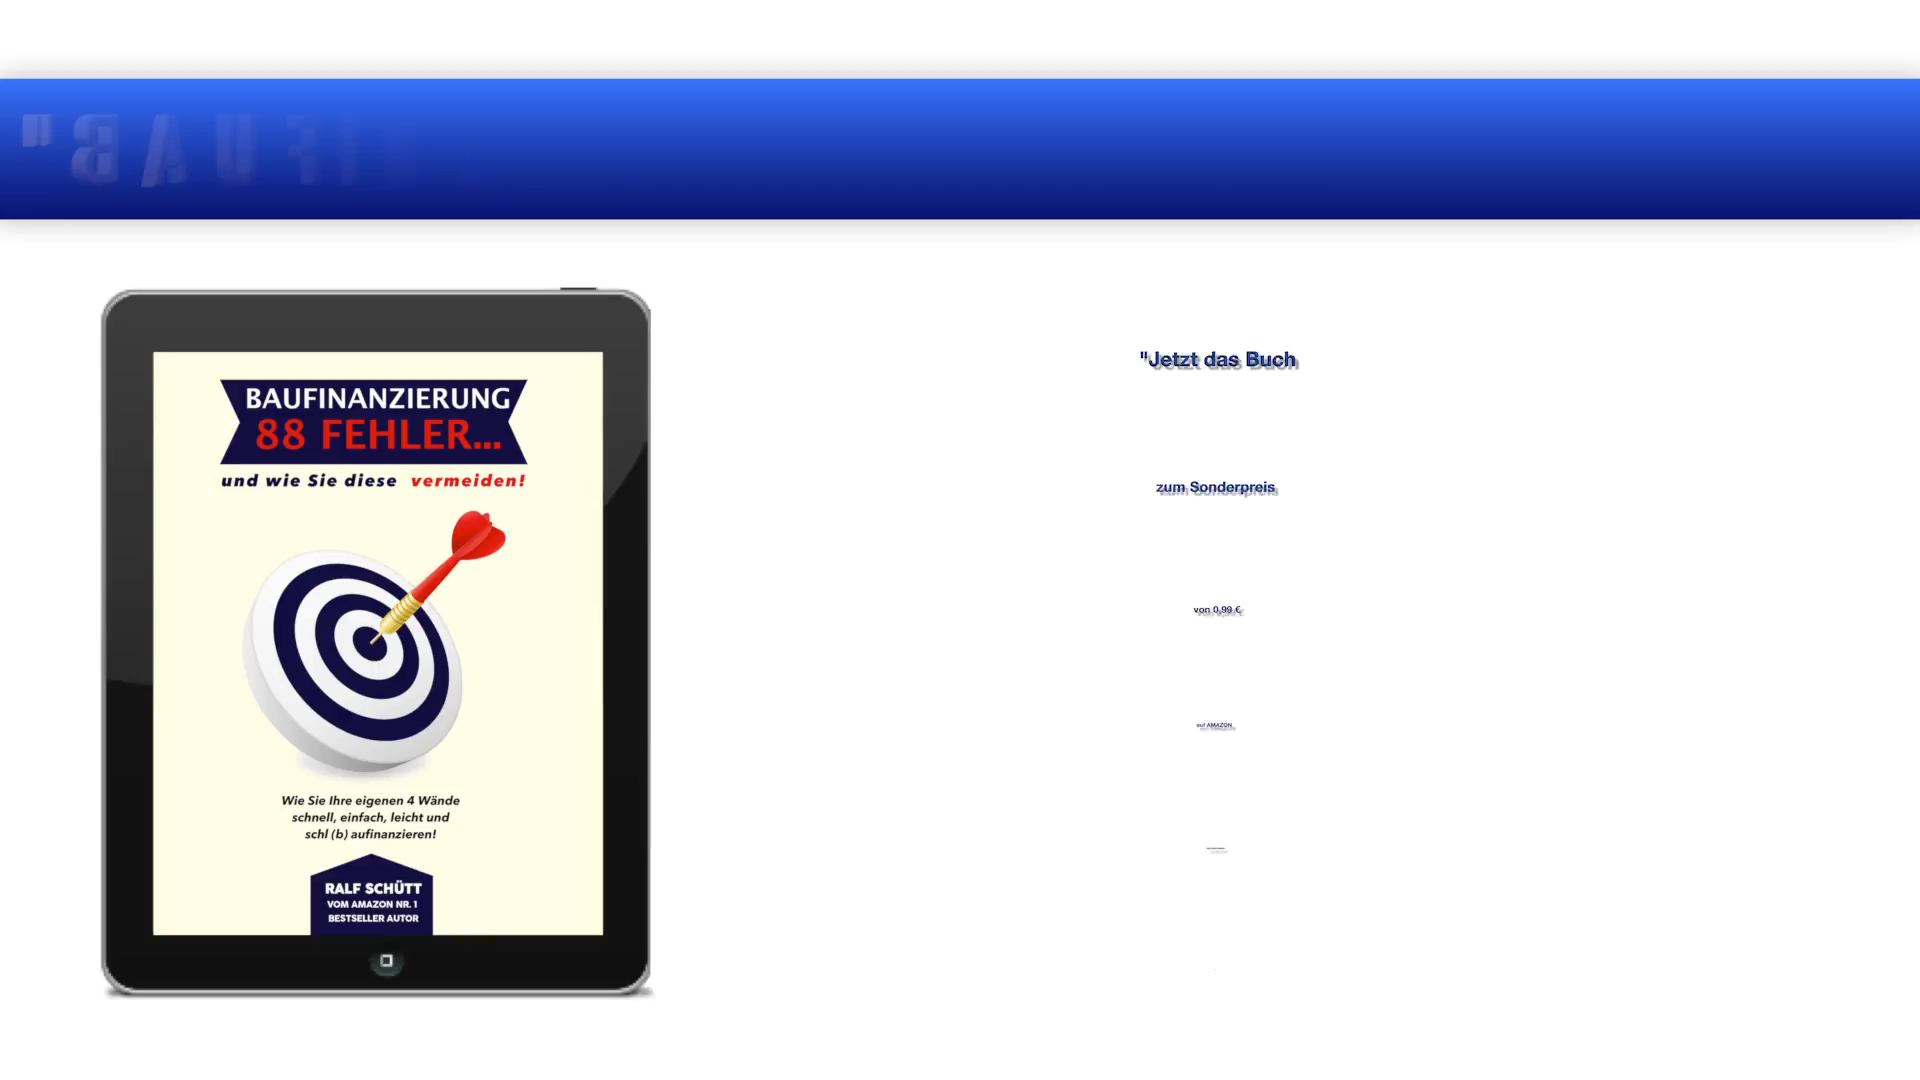 "BAUFI
BAUFINANZIERUNG
88 FEHLER...
und wie Sie diese vermeiden!
Wie Sie Ihre eigenen 4 Wände
schnell, einfach, leicht und
schl (b) aufinanzieren!
RALF SCHÜTT
VOM AMAZON NR. 1
BESTSELLER AUTOR
"Jetzt das Buch
zum Sonderpreis
von 0,99 €
auf AMAZON